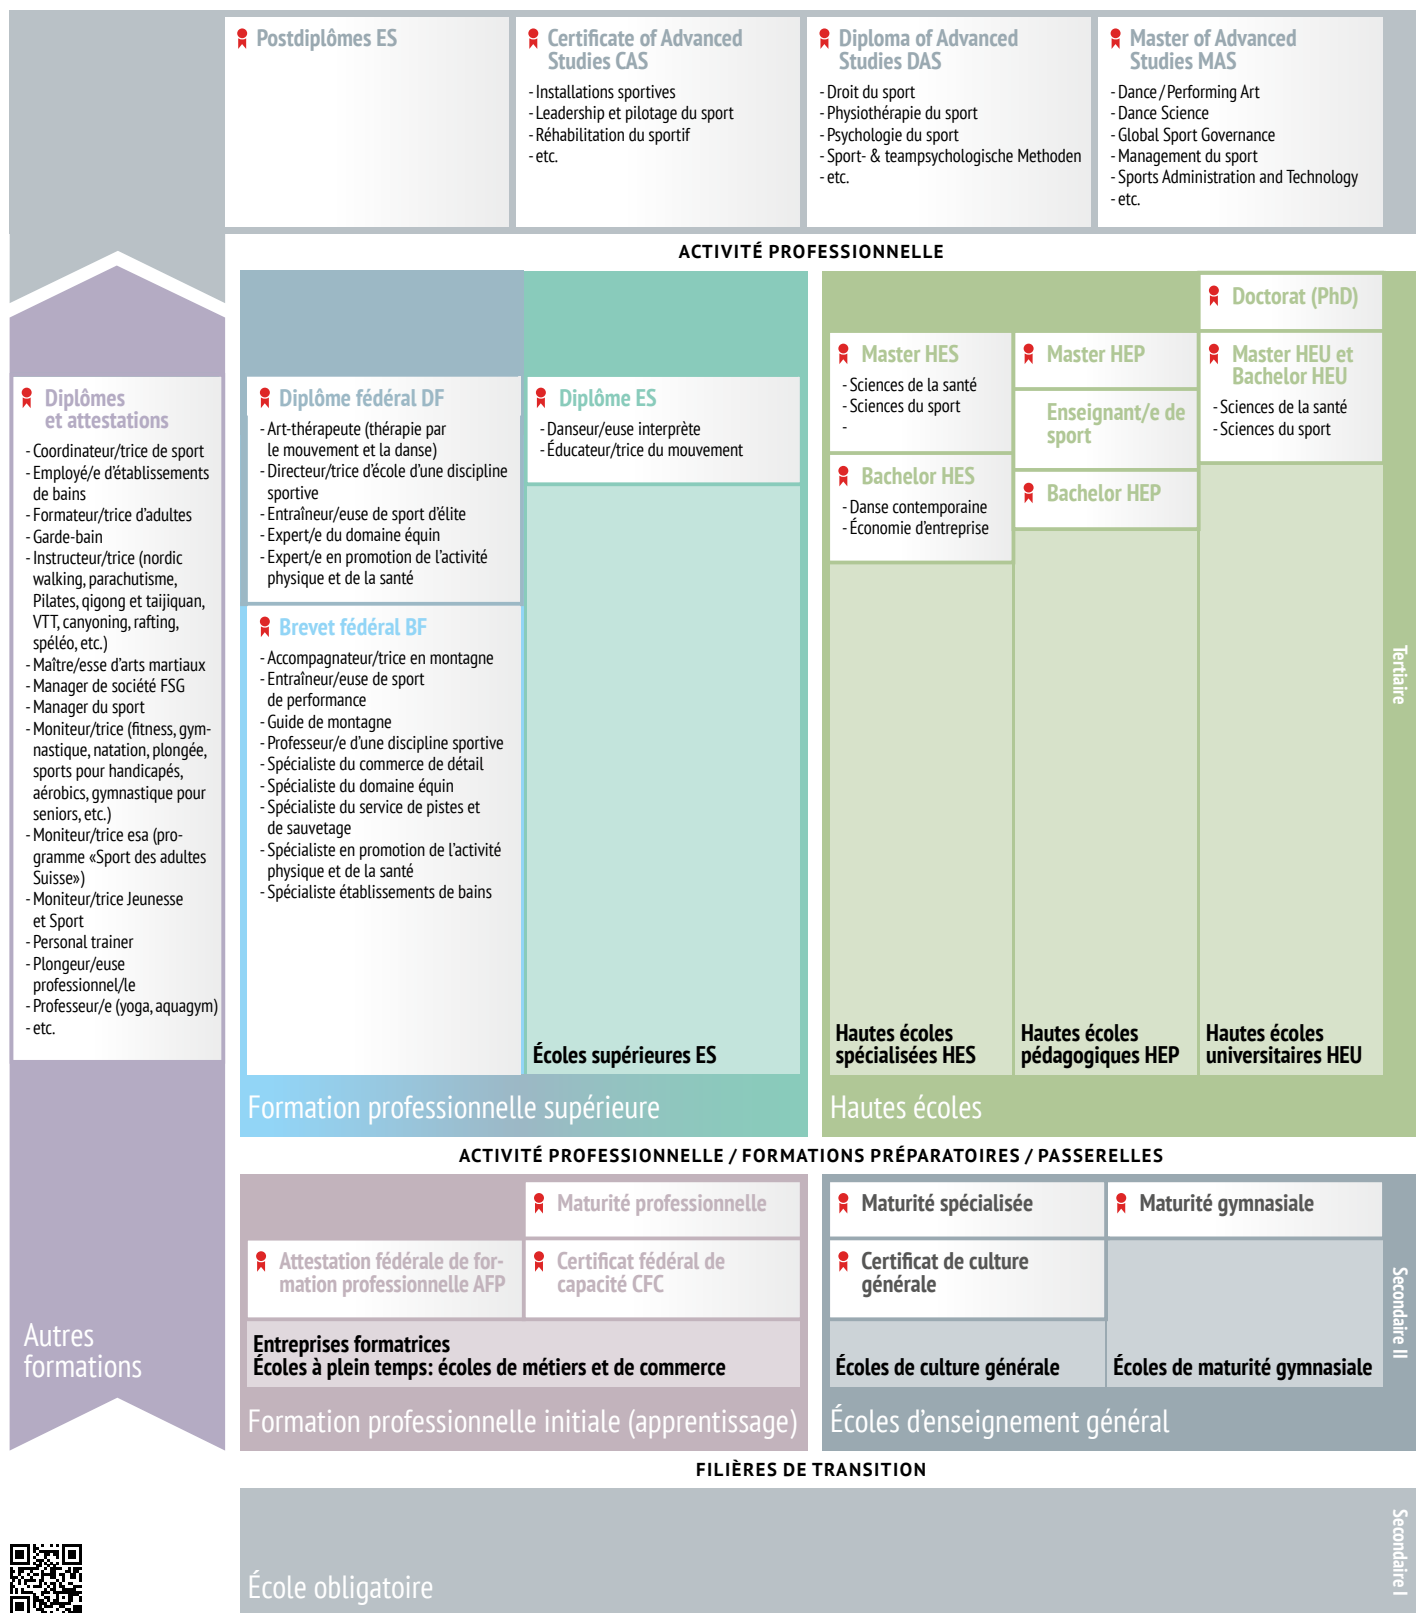 Postdiplômes ES
Certificate of Advanced
Studies CAS
- Installations sportives
- Leadership et pilotage du sport
- Réhabilitation du sportif
- etc.
Diploma of Advanced
Studies DAS
- Droit du sport
- Physiothérapie du sport
- Psychologie du sport
- Sport- & teampsychologische Methoden
- etc.
Master of Advanced
Studies MAS
- Dance / Performing Art
- Dance Science
- Global Sport Governance
- Management du sport
- Sports Administration and Technology
- etc.
ACTIVITÉ PROFESSIONNELLE
Diplômes
et attestations
- Coordinateur/trice de sport
- Employé/e d'établissements
de bains
- Formateur/trice d'adultes
- Garde-bain
- Instructeur/trice (nordic
walking, parachutisme,
Pilates, qigong et taijiquan,
VTT, canyoning, rafting,
spéléo, etc.)
- Maître/esse d'arts martiaux
- Manager de société FSG
- Manager du sport
- Moniteur/trice (fitness, gym-
nastique, natation, plongée,
sports pour handicapés,
aérobics, gymnastique pour
seniors, etc.)
- Moniteur/trice esa (pro-
gramme «Sport des adultes
Suisse»)
- Moniteur/trice Jeunesse
et Sport
- Personal trainer
- Plongeur/euse
professionnel/le
- Professeur/e (yoga, aquagym)
- etc.
Autres
formations
Diplôme fédéral DF
- Art-thérapeute (thérapie par
le mouvement et la danse)
- Directeur/trice d'école d'une discipline
sportive
- Entraîneur/euse de sport d'élite
- Expert/e du domaine équin
- Expert/e en promotion de l'activité
physique et de la santé
Brevet fédéral BF
- Accompagnateur/trice en montagne
- Entraîneur/euse de sport
de performance
- Guide de montagne
- Professeur/e d'une discipline sportive
- Spécialiste du commerce de détail
- Spécialiste du domaine équin
- Spécialiste du service de pistes et
de sauvetage
- Spécialiste en promotion de l'activité
physique et de la santé
- Spécialiste établissements de bains
Diplôme ES
- Danseur/euse interprète
- Éducateur/trice du mouvement
Écoles supérieures ES
Formation professionnelle supérieure
Master HES
- Sciences de la santé
- Sciences du sport
-
Bachelor HES
- Danse contemporaine
- Économie d'entreprise
Hautes écoles
spécialisées HES
Master HEP
Enseignant/e de
sport
Bachelor HEP
Hautes écoles
pédagogiques HEP
Doctorat (PhD)
Master HEU et
Bachelor HEU
- Sciences de la santé
- Sciences du sport
Hautes écoles
universitaires HEU
Hautes écoles
Tertiaire
ACTIVITÉ PROFESSIONNELLE / FORMATIONS PRÉPARATOIRES / PASSERELLES
Maturité professionnelle
Attestation fédérale de for-
mation professionnelle AFP
Certificat fédéral de
capacité CFC
Entreprises formatrices
Écoles à plein temps: écoles de métiers et de commerce
Formation professionnelle initiale (apprentissage)
Maturité spécialisée
Certificat de culture
générale
Écoles de culture générale
Maturité gymnasiale
Écoles de maturité gymnasiale
Écoles d'enseignement général
Secondaire II
FILIÈRES DE TRANSITION
École obligatoire
Secondaire I